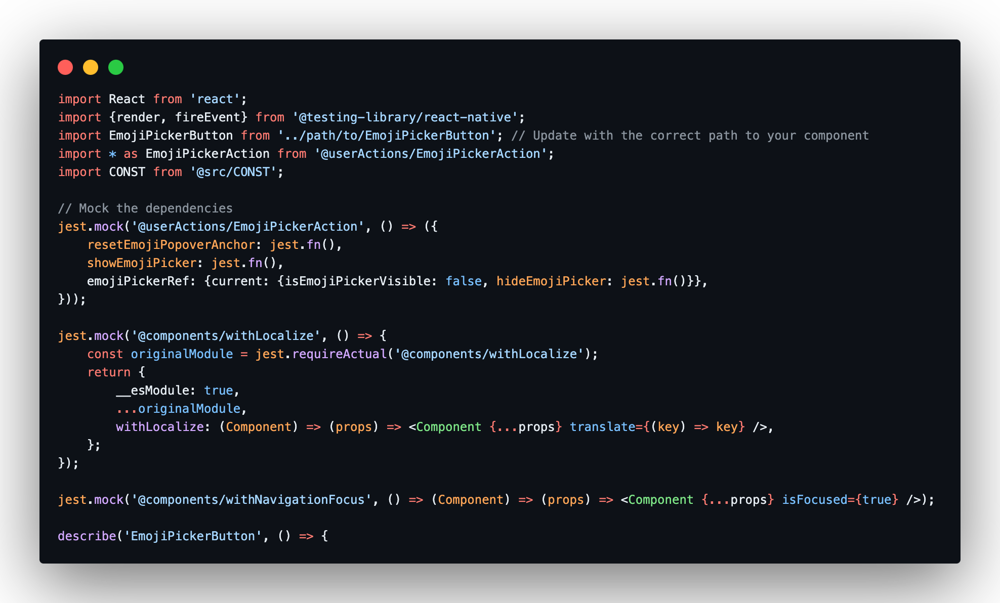 import React from 'react';
import {render, fireEvent} from '@testing-library/react-native';
import EmojiPickerButton from '../path/to/EmojiPickerButton'; // Update with the correct path to your component
import * as EmojiPickerAction from '@userActions/EmojiPickerAction';
import CONST from '@src/CONST';

// Mock the dependencies
jest.mock('@userActions/EmojiPickerAction', () => ({
    resetEmojiPopoverAnchor: jest.fn(),
    showEmojiPicker: jest.fn(),
    emojiPickerRef: {current: {isEmojiPickerVisible: false, hideEmojiPicker: jest.fn()}},
}));

jest.mock('@components/withLocalize', () => {
    const originalModule = jest.requireActual('@components/withLocalize');
    return {
        __esModule: true,
        ...originalModule,
        withLocalize: (Component) => (props) => <Component {...props} translate={(key) => key} />,
    };
});

jest.mock('@components/withNavigationFocus', () => (Component) => (props) => <Component {...props} isFocused={true} />);

describe('EmojiPickerButton', () => {